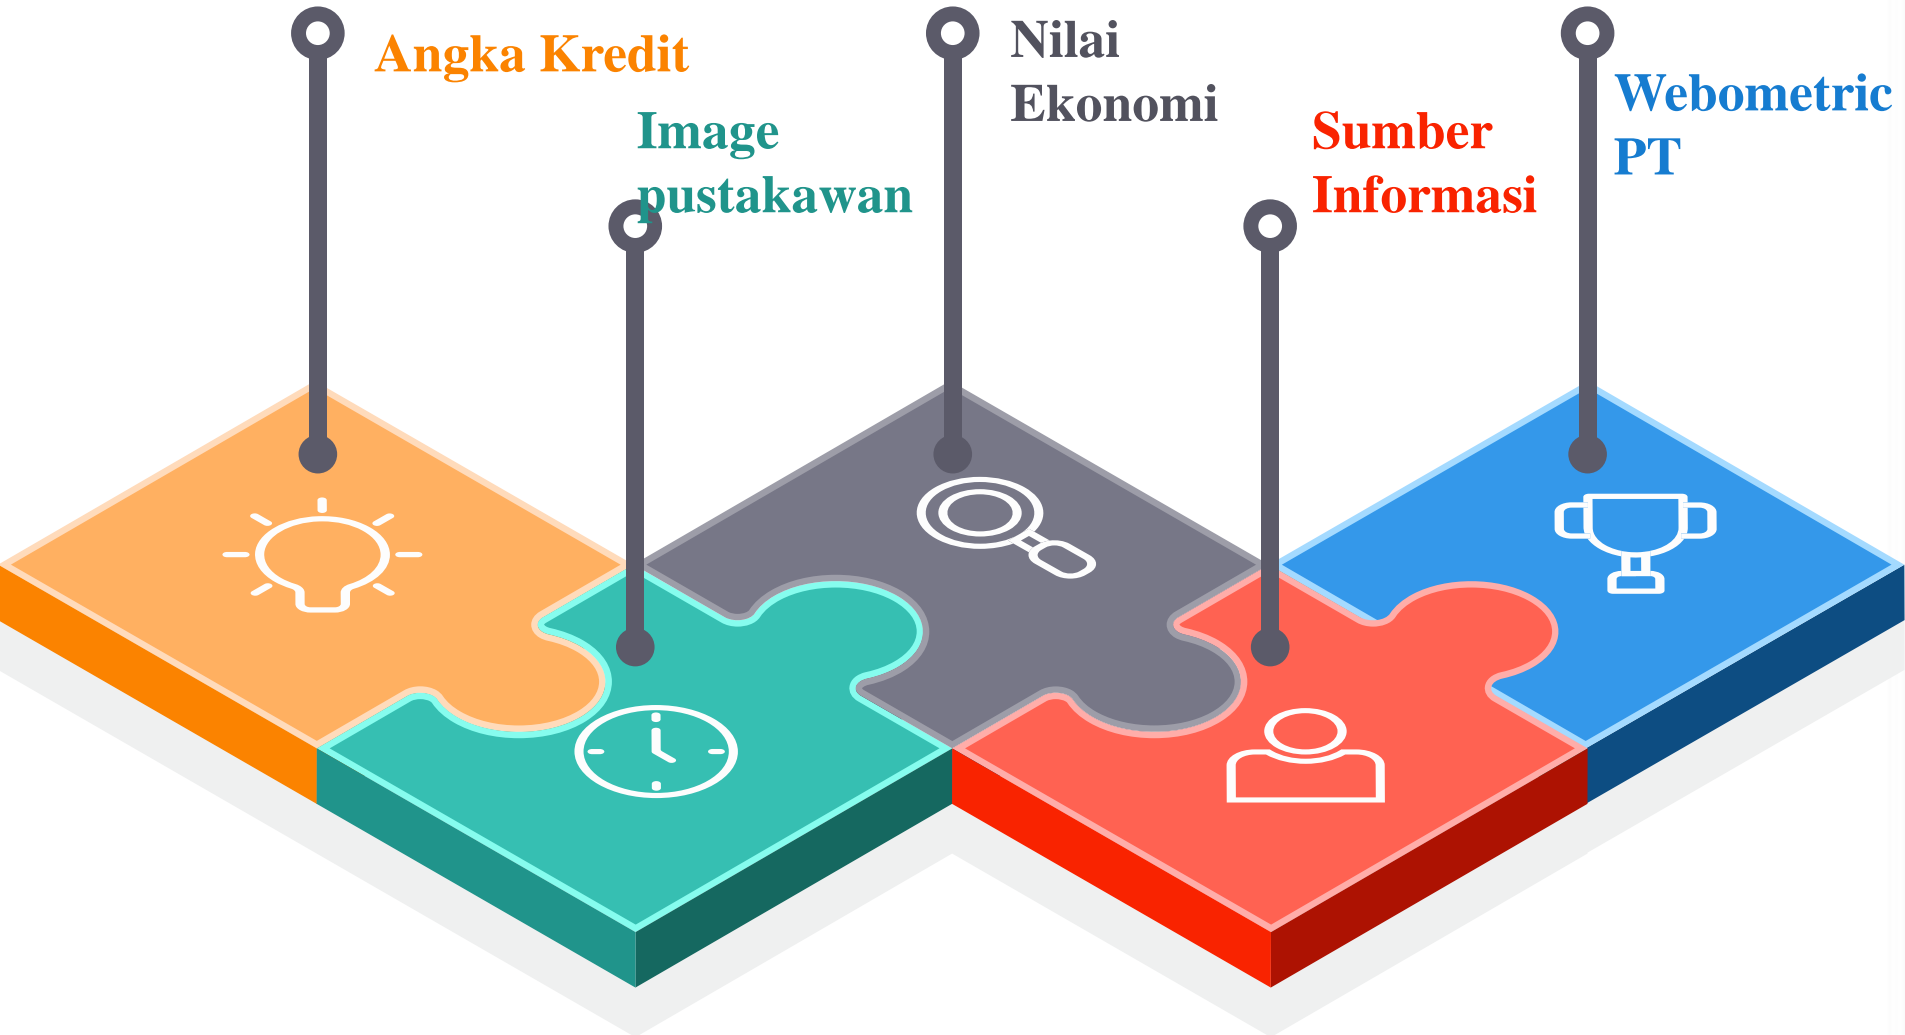 Angka Kredit
Image
pustakawan
Nilai
Ekonomi
Sumber
Informasi
Webometric
PT